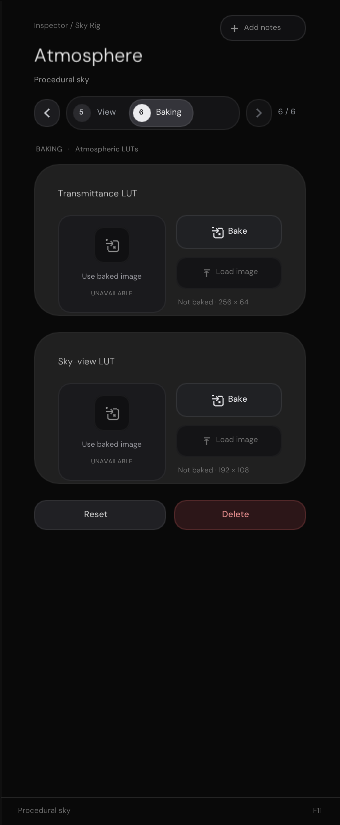 Inspector / Sky Rig
Add notes
Atmosphere
Procedural sky
5 View
6 Baking
6 / 6
BAKING · Atmospheric LUTs
Transmittance LUT
Bake
Use baked image
Load image
UNAVAILABLE
Not baked · 256 × 64
Sky view LUT
Bake
Use baked image
Load image
UNAVAILABLE
Not baked · 192 × 108
Reset
Delete
Procedural sky